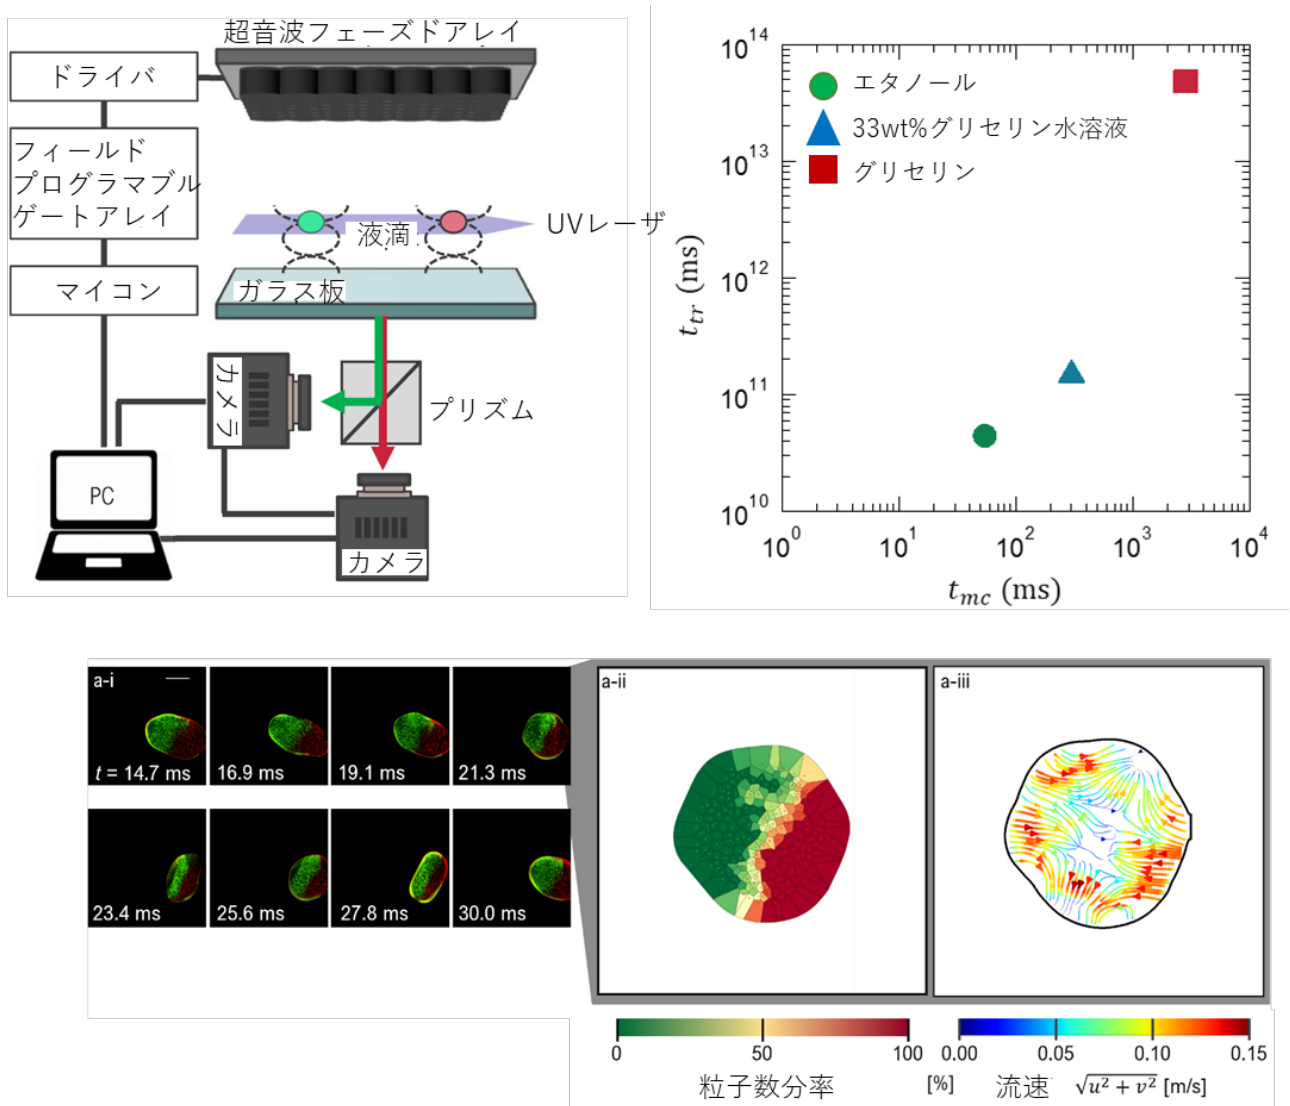 超音波フェーズドアレイ
ドライバ
フィールド
プログラマブル
ゲートアレイ
マイコン
液滴
UVレーザ
ガラス板
カメラ
プリズム
PC
カメラ
10^14
10^13
10^12
10^11
10^10
t_tr (ms)
エタノール
33wt%グリセリン水溶液
グリセリン
10^0 10^1 10^2 10^3 10^4
t_mc (ms)
a-i
t = 14.7 ms
16.9 ms
19.1 ms
21.3 ms
23.4 ms
25.6 ms
27.8 ms
30.0 ms
a-ii
a-iii
0 50 100
粒子数分率 [%]
0.00 0.05 0.10 0.15
流速 √u² + v² [m/s]